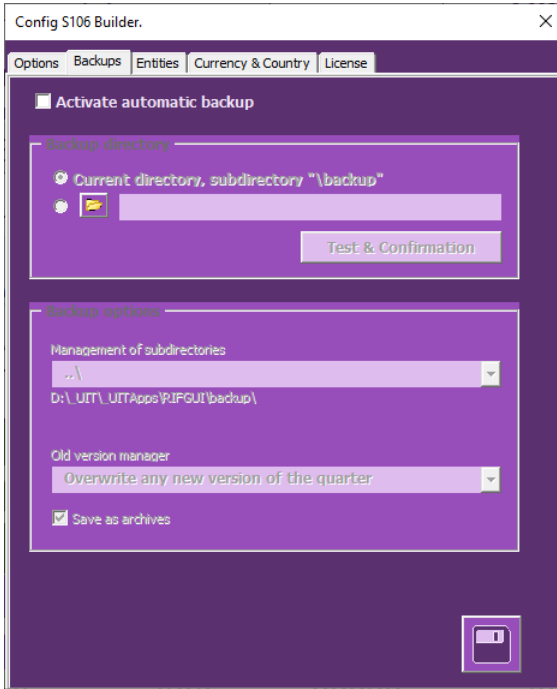 Config S106 Builder.
Options Backups Entities Currency & Country License
Activate automatic backup
Backup directory
Current directory, subdirectory "\backup"
Test & Confirmation
Backup options
Management of subdirectories
..\
D:\_UIT\_UITApps\RIFGUI\backup\
Old version manager
Overwrite any new version of the quarter
Save as archives